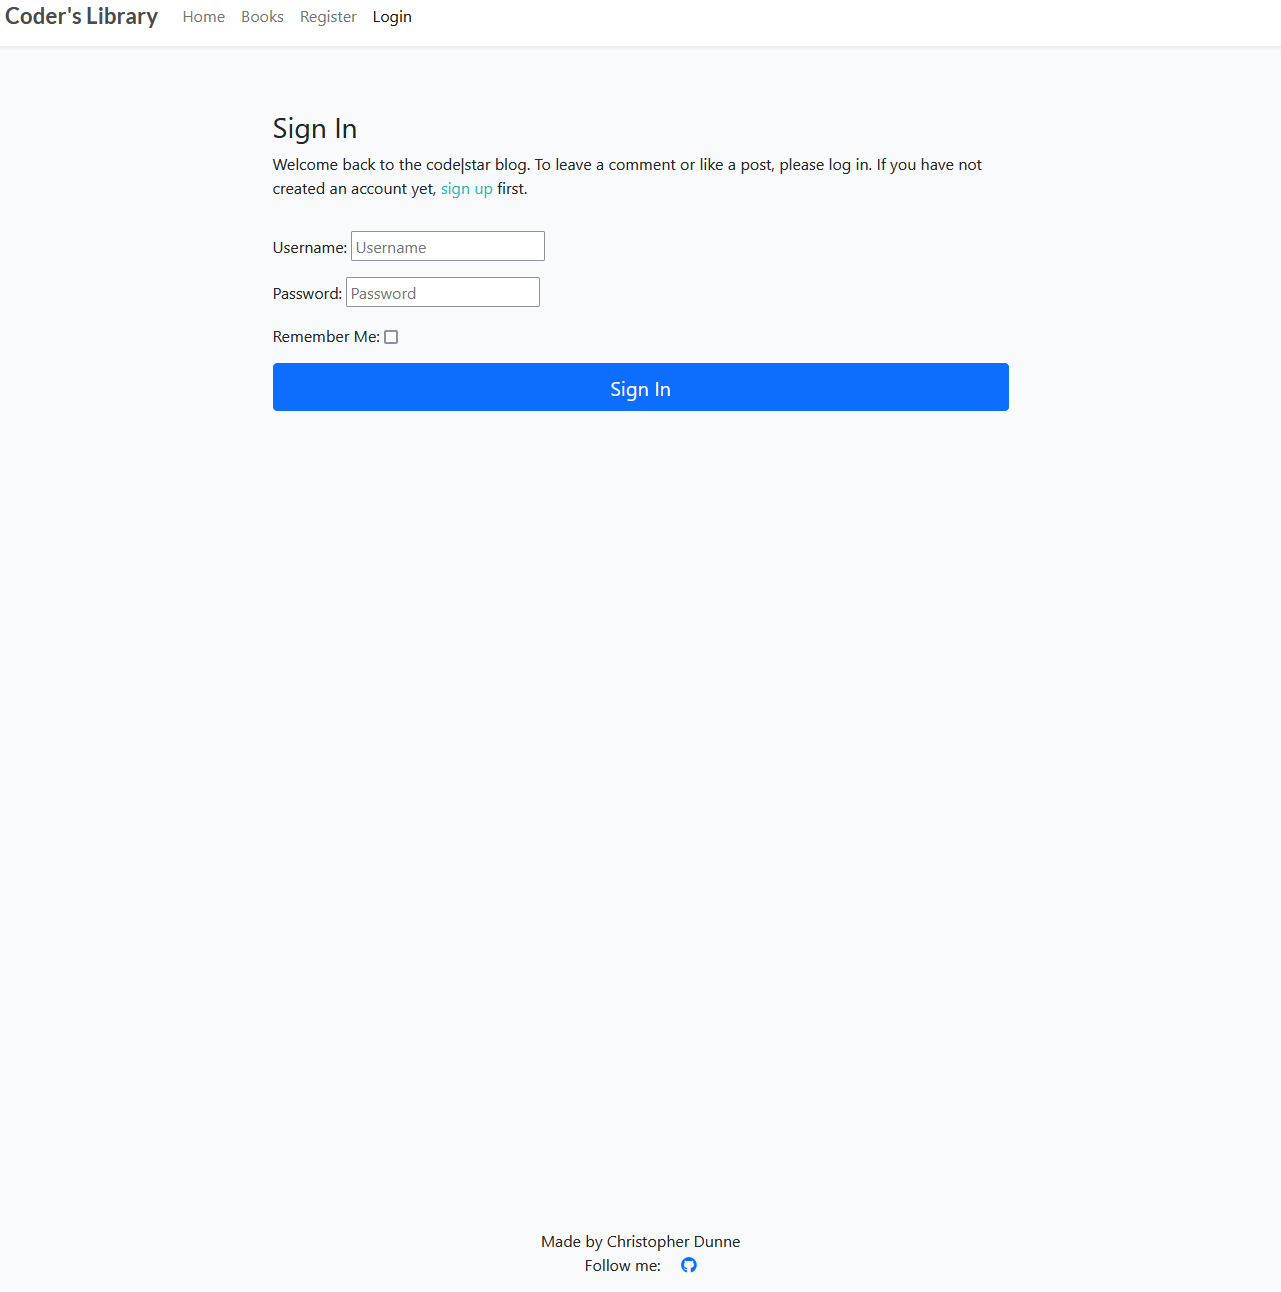 Coder's Library Home Books Register Login
Sign In
Welcome back to the code|star blog. To leave a comment or like a post, please log in. If you have not
created an account yet, sign up first.
Username: Username
Password: Password
Remember Me:
Sign In
Made by Christopher Dunne
Follow me: